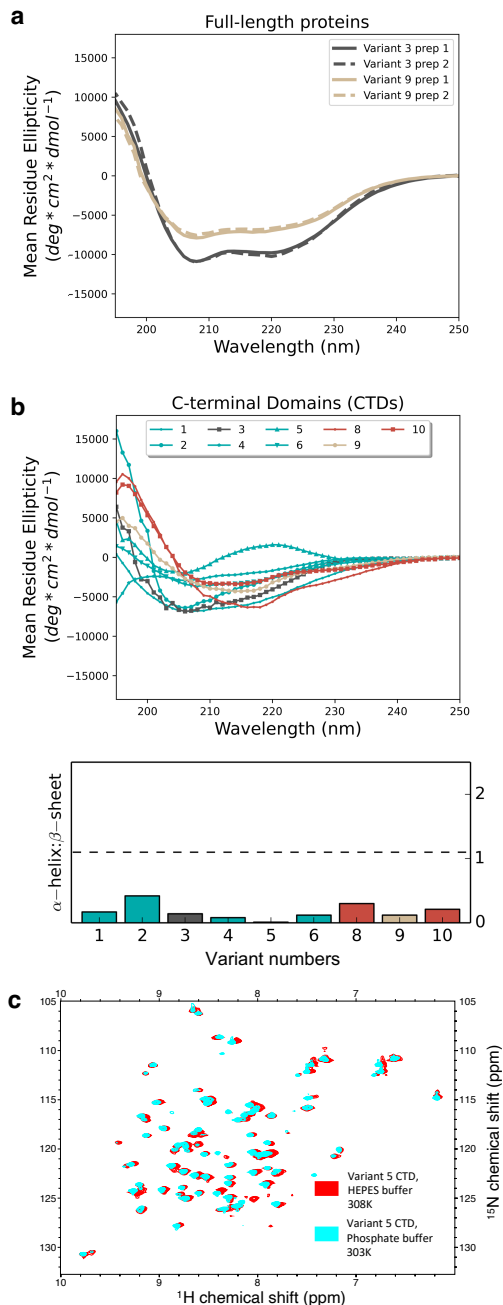 a
Full-length proteins
Variant 3 prep 1
Variant 3 prep 2
Variant 9 prep 1
Variant 9 prep 2
Mean Residue Ellipticity
(deg * cm² * dmol⁻¹)
10000
5000
0
−5000
−10000
−15000
200 210 220 230 240 250
Wavelength (nm)
b
C-terminal Domains (CTDs)
1 3 5 8 10
2 4 6 9
Mean Residue Ellipticity
(deg * cm² * dmol⁻¹)
15000
10000
5000
0
−5000
−10000
−15000
200 210 220 230 240 250
Wavelength (nm)
α−helix:β−sheet
2
1
0
1 2 3 4 5 6 8 9 10
Variant numbers
c
10 9 8 7
105 105
110 110
115 115
120 120
125 125
130 130
Variant 5 CTD,
HEPES buffer
308K
Variant 5 CTD,
Phosphate buffer
303K
10 9 8 7
¹H chemical shift (ppm)
¹⁵N chemical shift (ppm)